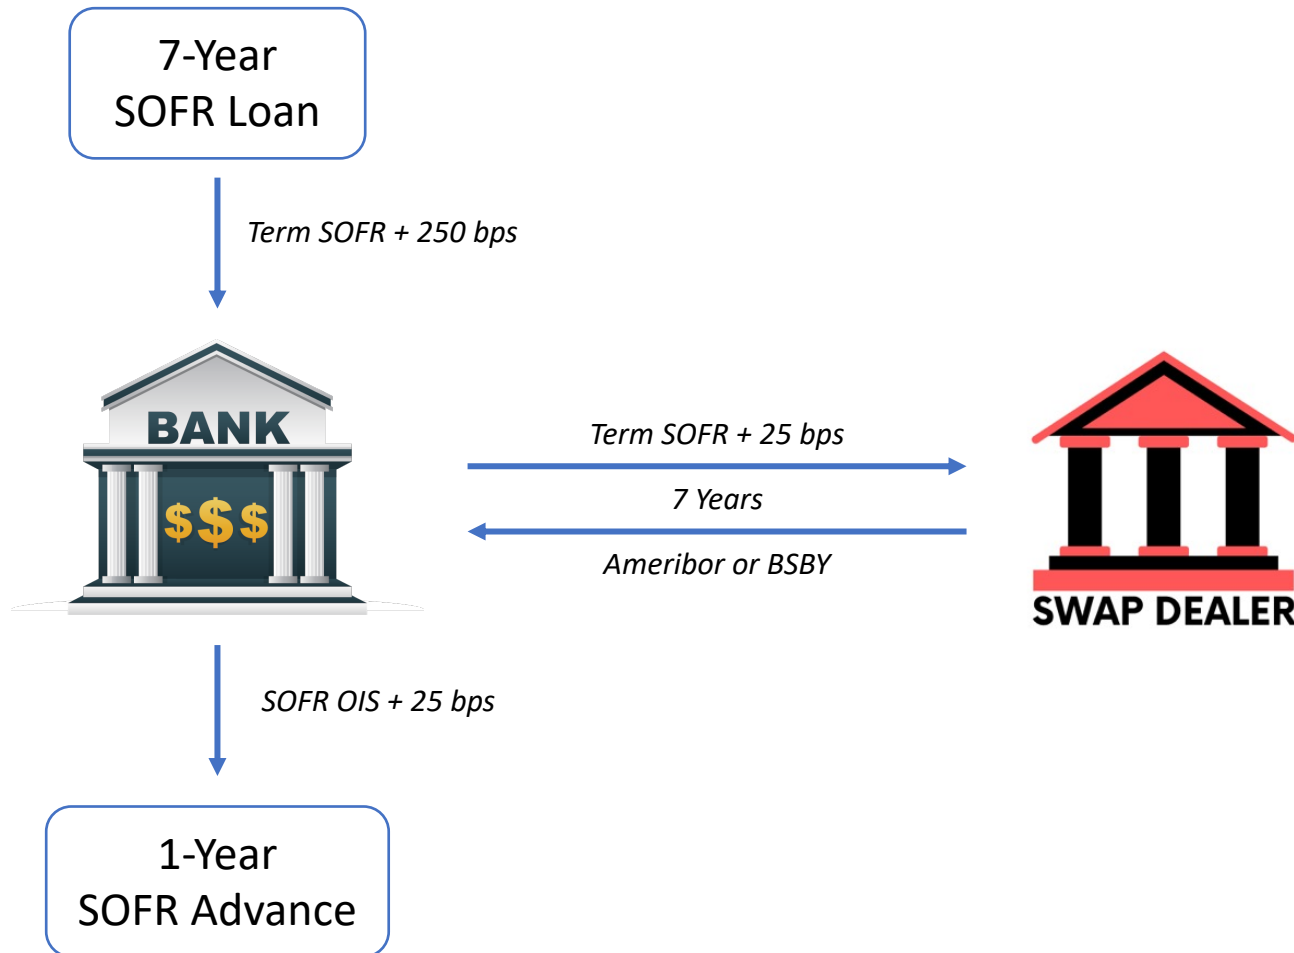 7-Year
SOFR Loan
Term SOFR + 250 bps
BANK
$$$
Term SOFR + 25 bps
7 Years
Ameribor or BSBY
SWAP DEALER
SOFR OIS + 25 bps
1-Year
SOFR Advance